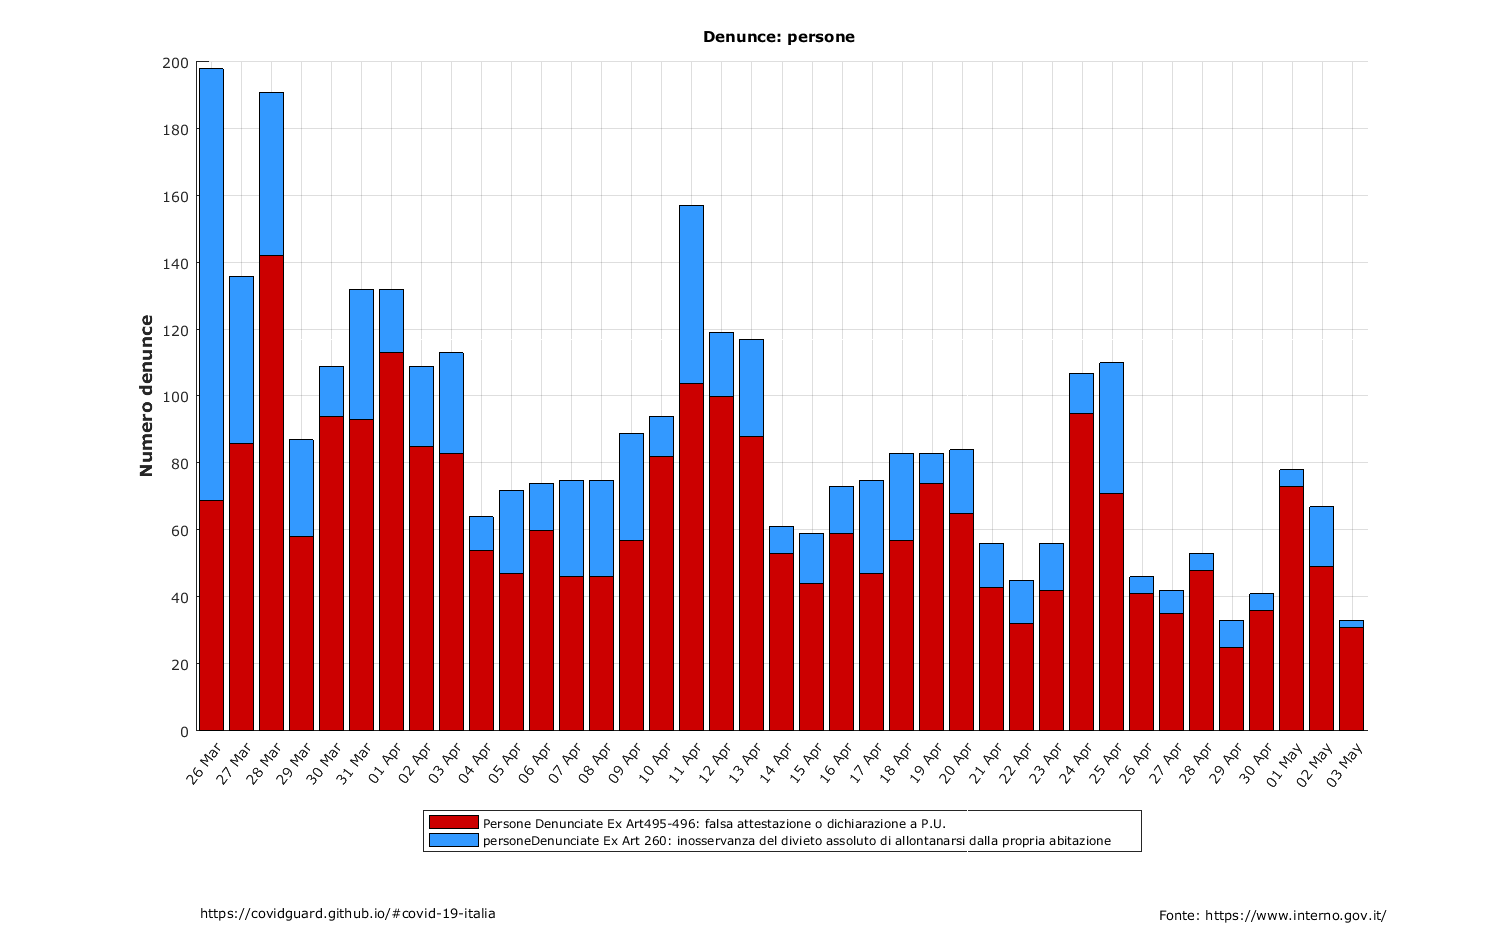 Denunce: persone
Numero denunce
200
180
160
140
120
100
80
60
40
20
0
26 Mar
27 Mar
28 Mar
29 Mar
30 Mar
31 Mar
01 Apr
02 Apr
03 Apr
04 Apr
05 Apr
06 Apr
07 Apr
08 Apr
09 Apr
10 Apr
11 Apr
12 Apr
13 Apr
14 Apr
15 Apr
16 Apr
17 Apr
18 Apr
19 Apr
20 Apr
21 Apr
22 Apr
23 Apr
24 Apr
25 Apr
26 Apr
27 Apr
28 Apr
29 Apr
30 Apr
01 May
02 May
03 May
Persone Denunciate Ex Art495-496: falsa attestazione o dichiarazione a P.U.
personeDenunciate Ex Art 260: inosservanza del divieto assoluto di allontanarsi dalla propria abitazione
https://covidguard.github.io/#covid-19-italia
Fonte: https://www.interno.gov.it/